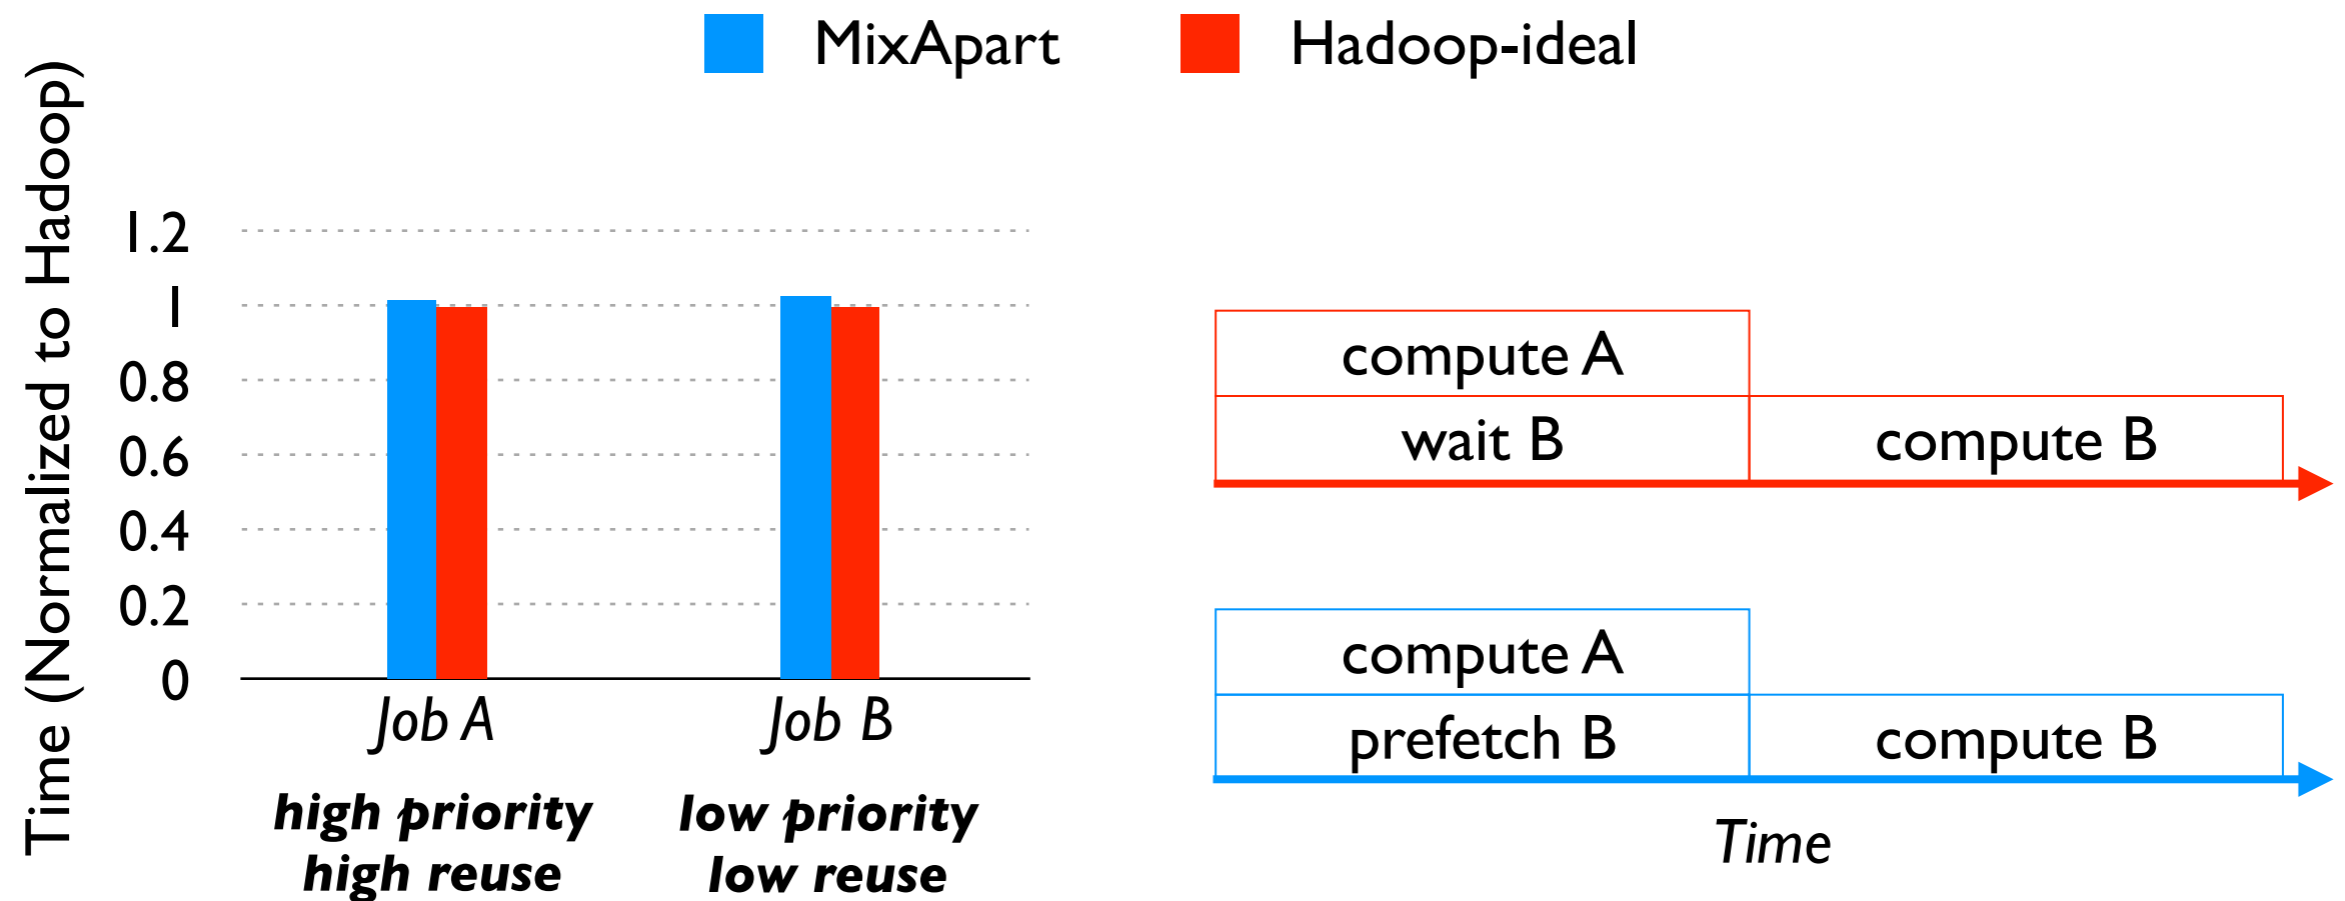 MixApart
Hadoop-ideal
Time (Normalized to Hadoop)
1.2
1
0.8
0.6
0.4
0.2
0
Job A
Job B
high priority
high reuse
low priority
low reuse
compute A
wait B
compute B
compute A
prefetch B
compute B
Time